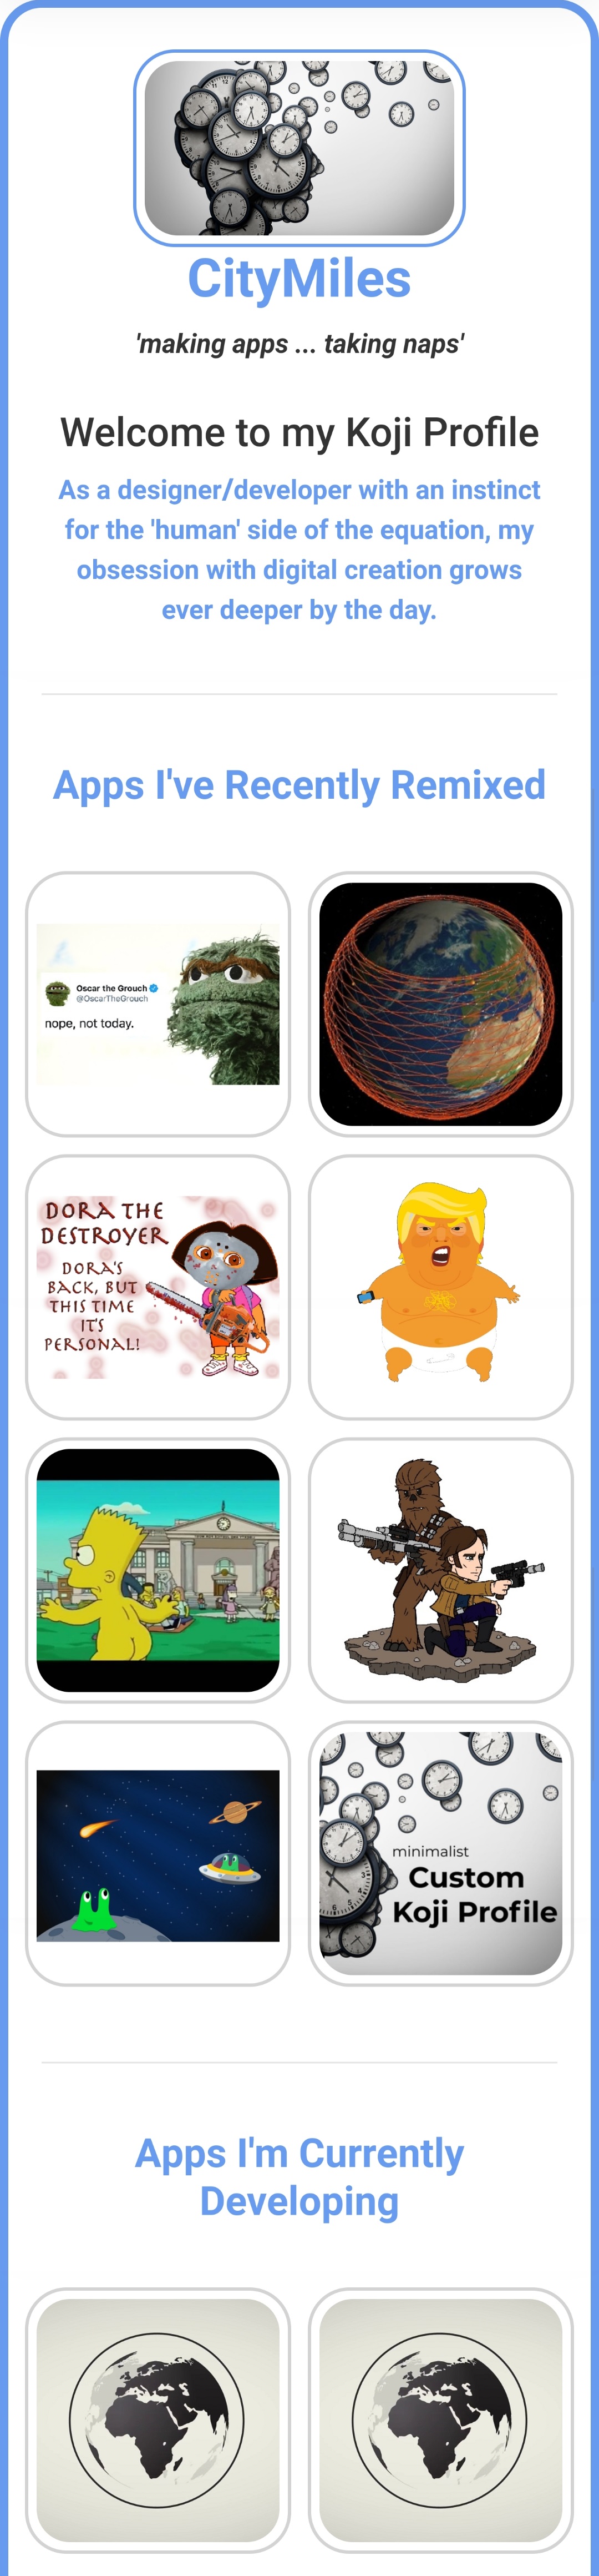 CityMiles
'making apps ... taking naps'
Welcome to my Koji Profile
As a designer/developer with an instinct
for the 'human' side of the equation, my
obsession with digital creation grows
ever deeper by the day.
Apps I've Recently Remixed
Oscar the Grouch
@OscarTheGrouch
nope, not today.
DORA THE
DESTROYER
DORA'S
BACK, BUT
THIS TIME
IT'S
PERSONAL!
minimalist
Custom
Koji Profile
Apps I'm Currently
Developing